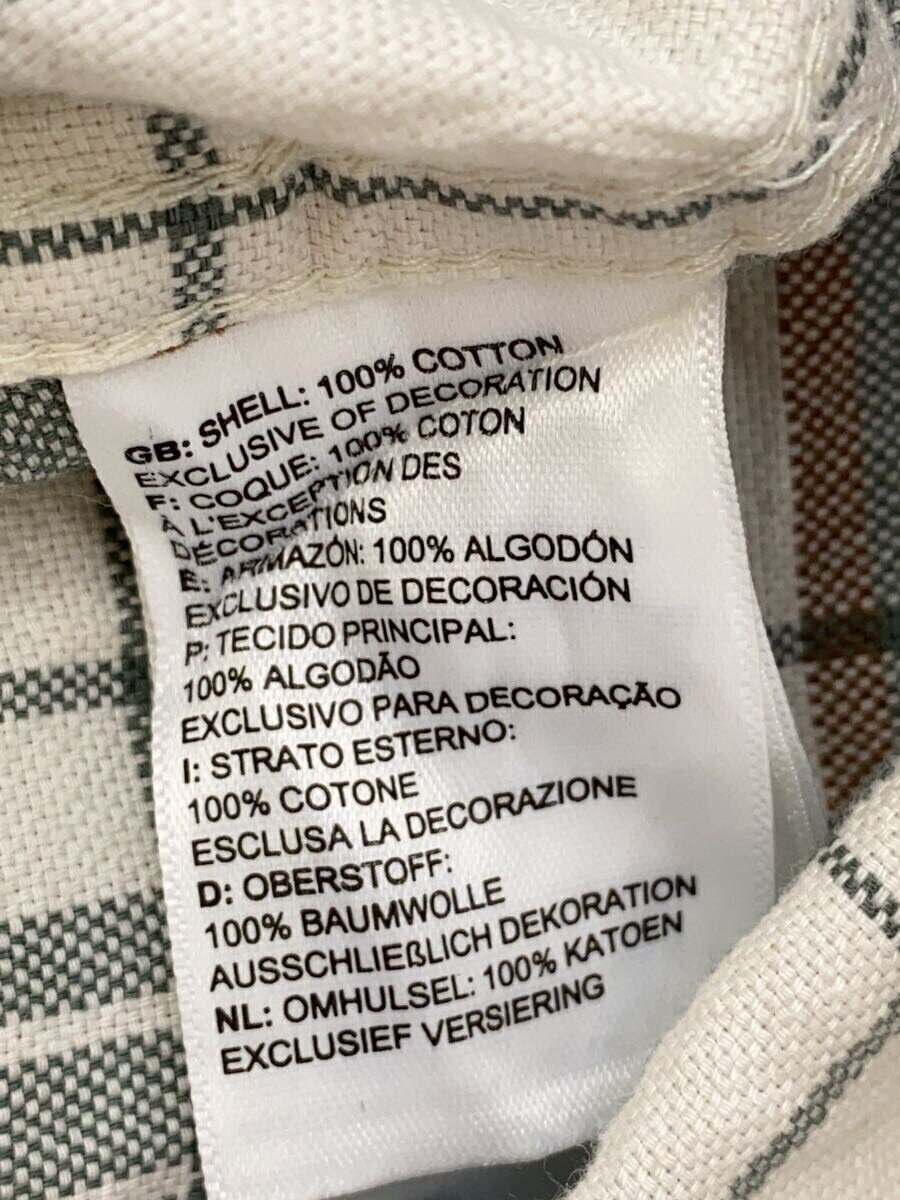 GB: SHELL: 100% COTTON
EXCLUSIVE OF DECORATION
F: COQUE: 100% COTON
À L'EXCEPTION DES
DÉCORATIONS
E: ARMAZÓN: 100% ALGODÓN
EXCLUSIVO DE DECORACIÓN
P: TECIDO PRINCIPAL:
100% ALGODÃO
EXCLUSIVO PARA DECORAÇÃO
I: STRATO ESTERNO:
100% COTONE
ESCLUSA LA DECORAZIONE
D: OBERSTOFF:
100% BAUMWOLLE
AUSSCHLIEßLICH DEKORATION
NL: OMHULSEL: 100% KATOEN
EXCLUSIEF VERSIERING